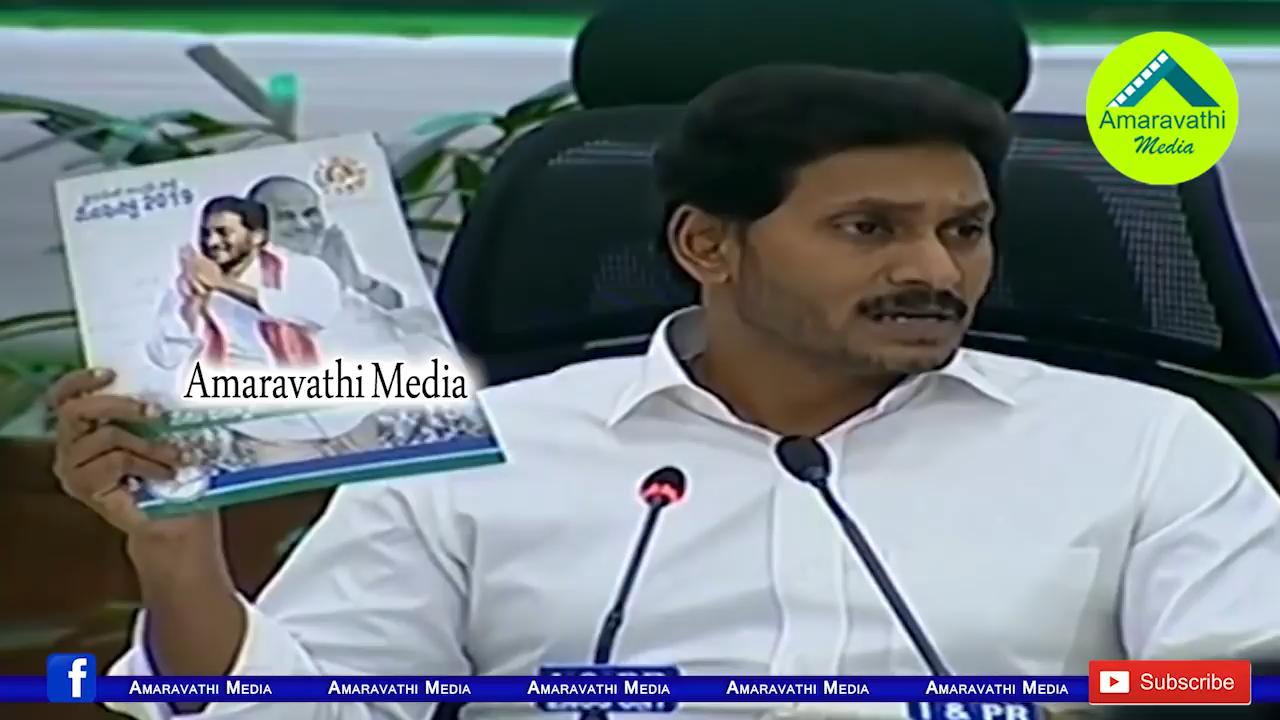 Amaravathi
Media
2019
Amaravathi Media
f
AMARAVATHI MEDIA AMARAVATHI MEDIA AMARAVATHI MEDIA AMARAVATHI MEDIA AMARAVATHI MEDIA
Subscribe
I & PR